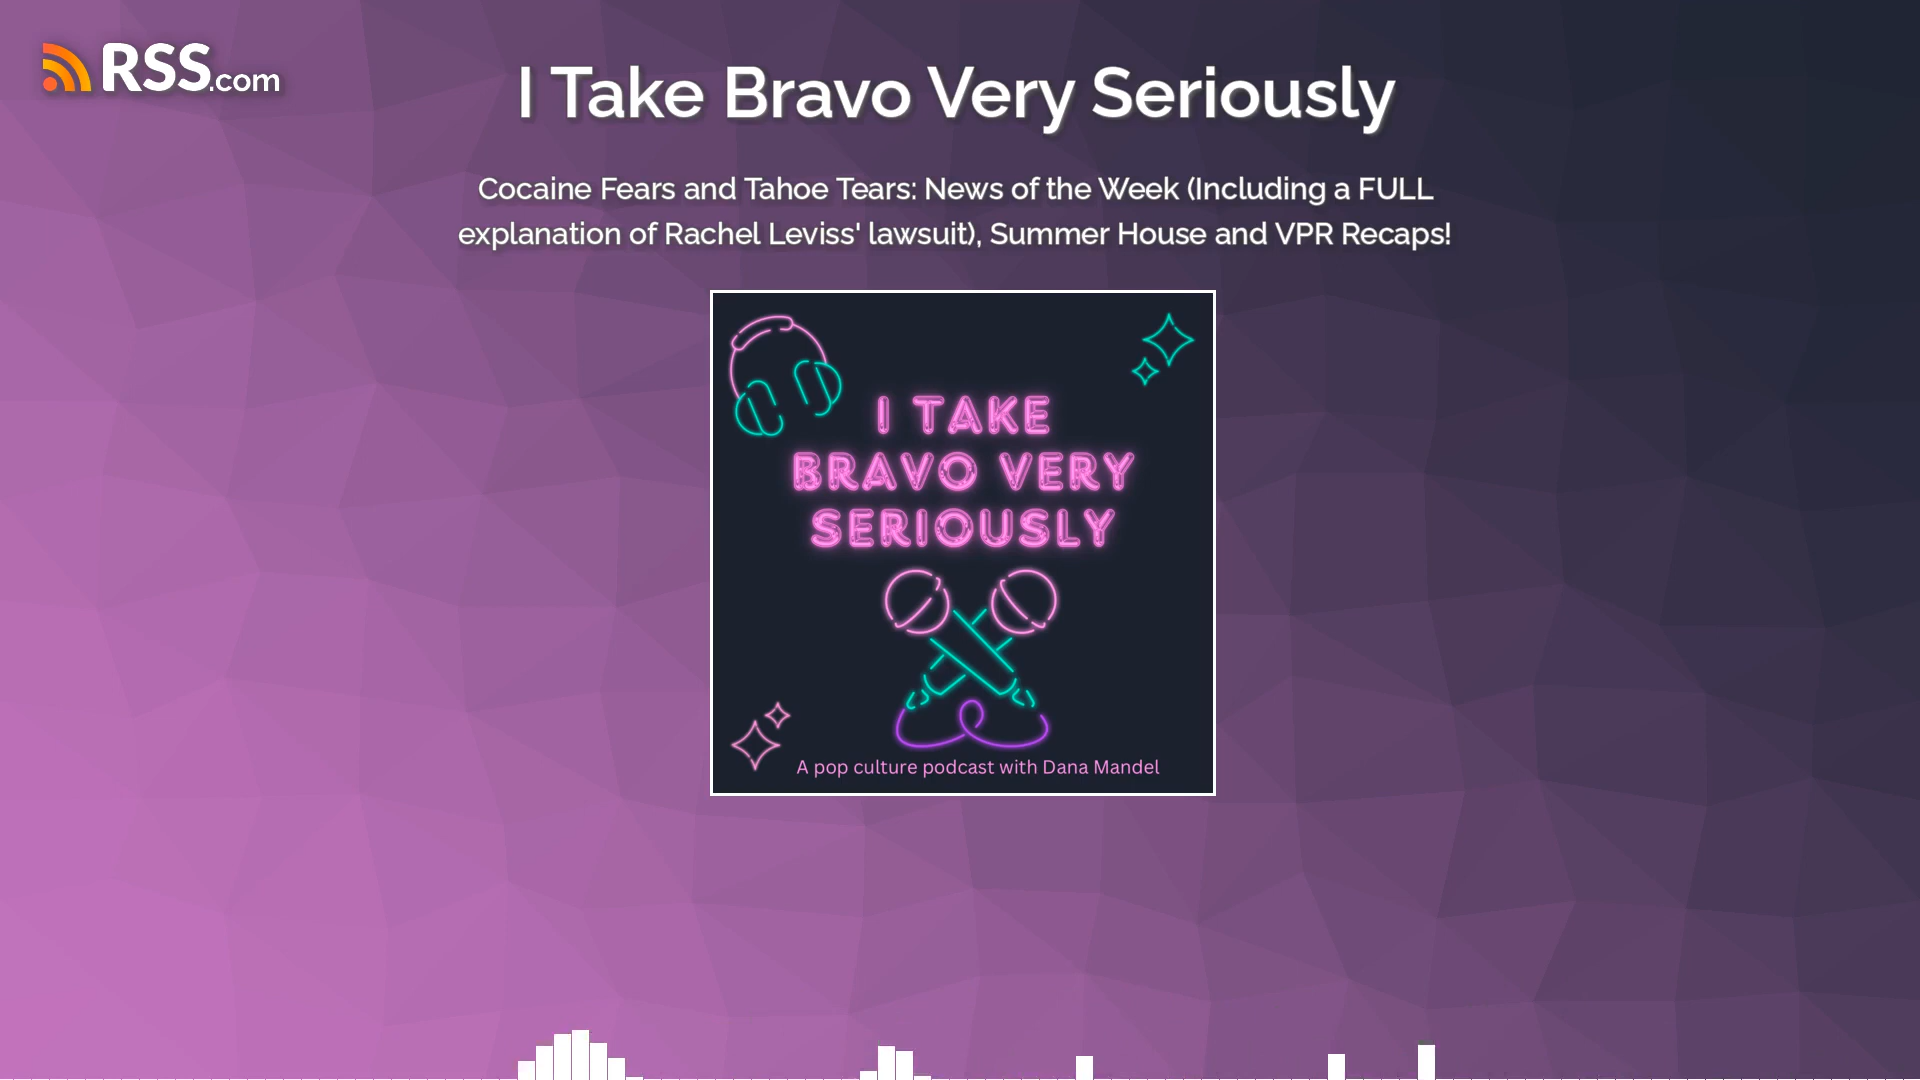 RSS.com
I Take Bravo Very Seriously
Cocaine Fears and Tahoe Tears: News of the Week (Including a FULL
explanation of Rachel Leviss' lawsuit), Summer House and VPR Recaps!
I TAKE
BRAVO VERY
SERIOUSLY
A pop culture podcast with Dana Mandel